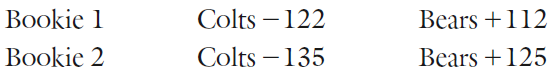 Bookie 1 Colts −122 Bears +112
Bookie 2 Colts −135 Bears +125